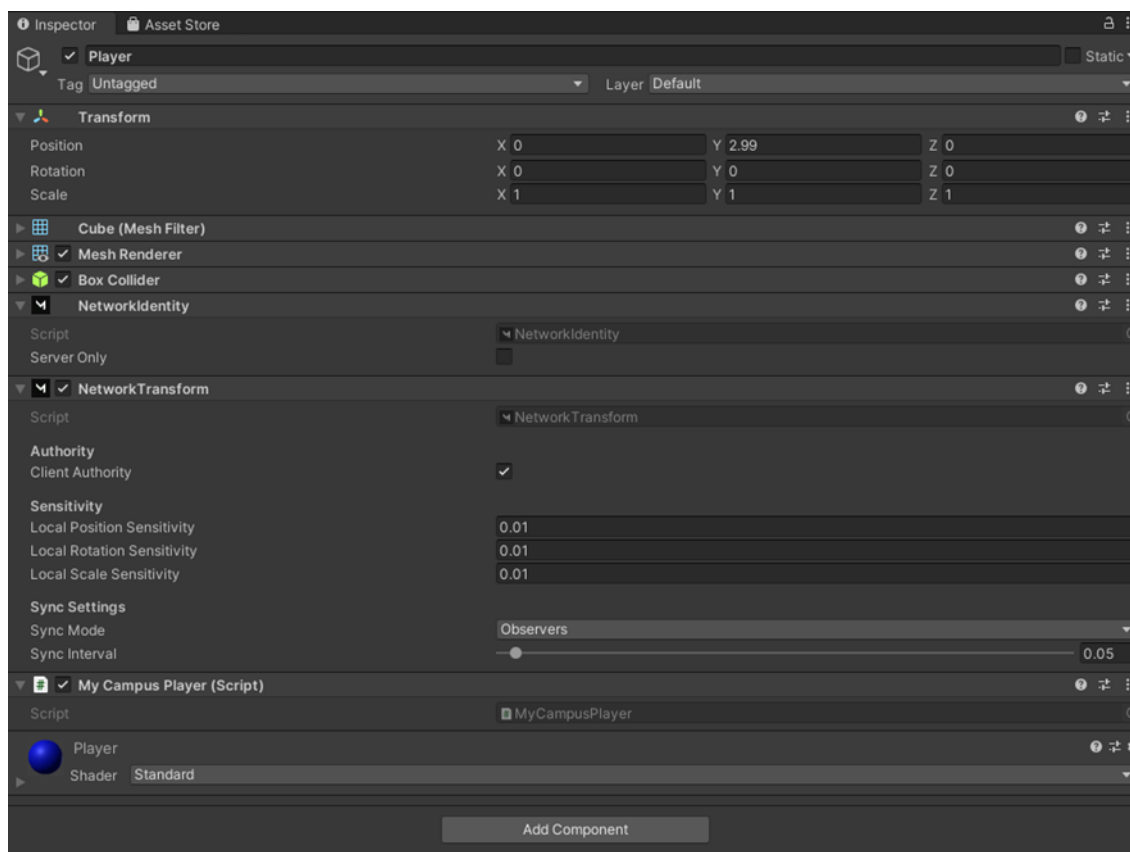 Inspector Asset Store
Player Static
Tag Untagged Layer Default
Transform
Position X 0 Y 2.99 Z 0
Rotation X 0 Y 0 Z 0
Scale X 1 Y 1 Z 1
Cube (Mesh Filter)
Mesh Renderer
Box Collider
NetworkIdentity
Script NetworkIdentity
Server Only
NetworkTransform
Script NetworkTransform
Authority
Client Authority
Sensitivity
Local Position Sensitivity 0.01
Local Rotation Sensitivity 0.01
Local Scale Sensitivity 0.01
Sync Settings
Sync Mode Observers
Sync Interval 0.05
My Campus Player (Script)
Script MyCampusPlayer
Player
Shader Standard
Add Component